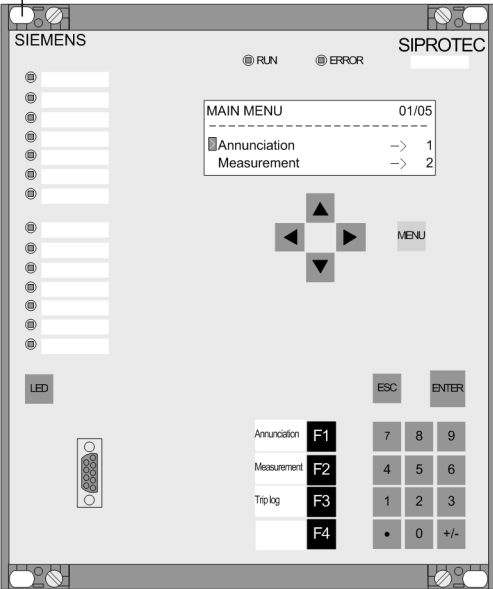 SIEMENS
SIPROTEC
RUN ERROR
MAIN MENU 01/05
Annunciation –> 1
Measurement –> 2
MENU
LED
ESC ENTER
Annunciation F1 7 8 9
Measurement F2 4 5 6
Trip log F3 1 2 3
F4 • 0 +/-